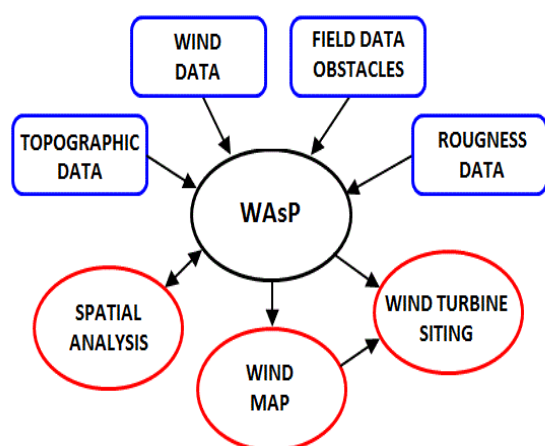 WIND
DATA
FIELD DATA
OBSTACLES
TOPOGRAPHIC
DATA
ROUGNESS
DATA
WAsP
SPATIAL
ANALYSIS
WIND
MAP
WIND TURBINE
SITING